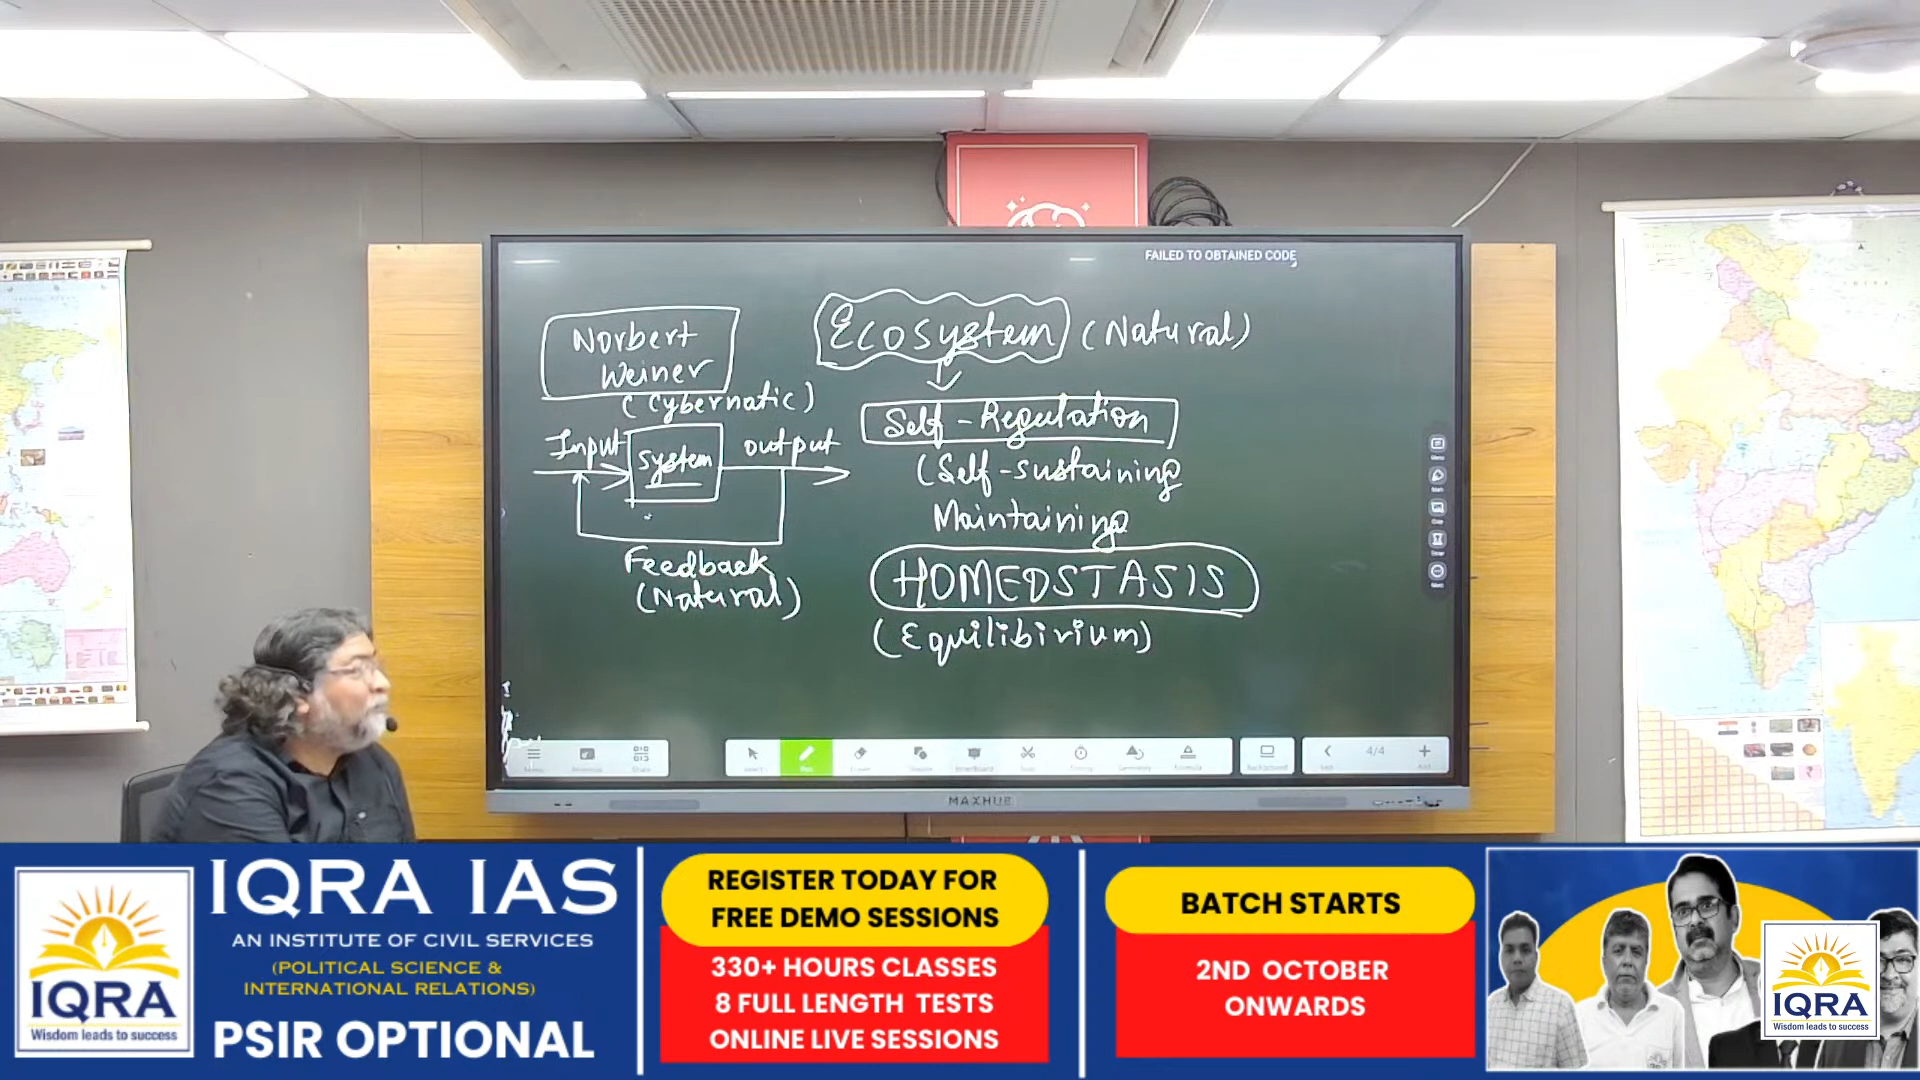 FAILED TO OBTAINED CODE
Norbert
Weiner
(Cybernatic)
Input
System
output
Feedback
(Natural)
Ecosystem (Natural)
Self-Regulation
(Self-sustaining
Maintaining
HOMEOSTASIS
(Equilibirium)
4/4
MAXHUB
IQRA
Wisdom leads to success
IQRA IAS
AN INSTITUTE OF CIVIL SERVICES
(POLITICAL SCIENCE &
INTERNATIONAL RELATIONS)
PSIR OPTIONAL
REGISTER TODAY FOR
FREE DEMO SESSIONS
330+ HOURS CLASSES
8 FULL LENGTH TESTS
ONLINE LIVE SESSIONS
BATCH STARTS
2ND OCTOBER
ONWARDS
IQRA
Wisdom leads to success